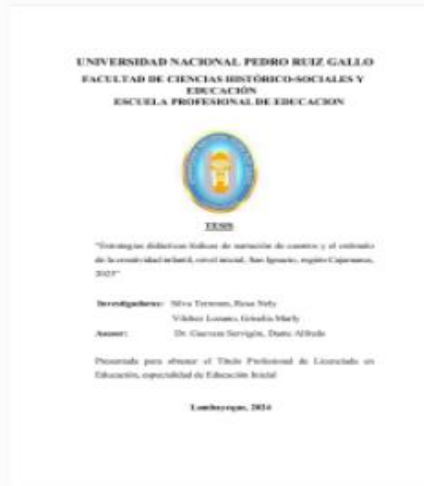 UNIVERSIDAD NACIONAL PEDRO RUIZ GALLO
FACULTAD DE CIENCIAS HISTÓRICO-SOCIALES Y
EDUCACIÓN
ESCUELA PROFESIONAL DE EDUCACION
TESIS
"Estrategias didácticas lúdicas de narración de cuentos y el estímulo
de la creatividad infantil, nivel inicial, San Ignacio, región Cajamarca,
2023"
Investigadoras: Silva Terrones, Rosa Nely
Vílchez Lozano, Griselda Marly
Asesor: Dr. Guevara Servigón, Dante Alfredo
Presentada para obtener el Título Profesional de Licenciada en
Educación, especialidad de Educación Inicial
Lambayeque, 2024